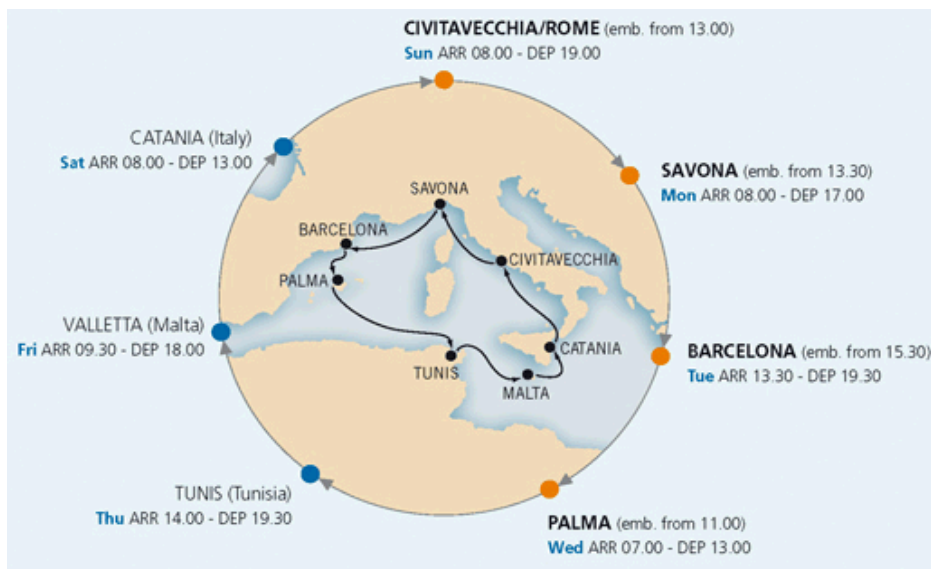 CIVITAVECCHIA/ROME (emb. from 13.00)
Sun ARR 08.00 - DEP 19.00
CATANIA (Italy)
Sat ARR 08.00 - DEP 13.00
SAVONA (emb. from 13.30)
Mon ARR 08.00 - DEP 17.00
SAVONA
BARCELONA
CIVITAVECCHIA
PALMA
VALLETTA (Malta)
Fri ARR 09.30 - DEP 18.00
BARCELONA (emb. from 15.30)
Tue ARR 13.30 - DEP 19.30
CATANIA
TUNIS
MALTA
TUNIS (Tunisia)
Thu ARR 14.00 - DEP 19.30
PALMA (emb. from 11.00)
Wed ARR 07.00 - DEP 13.00